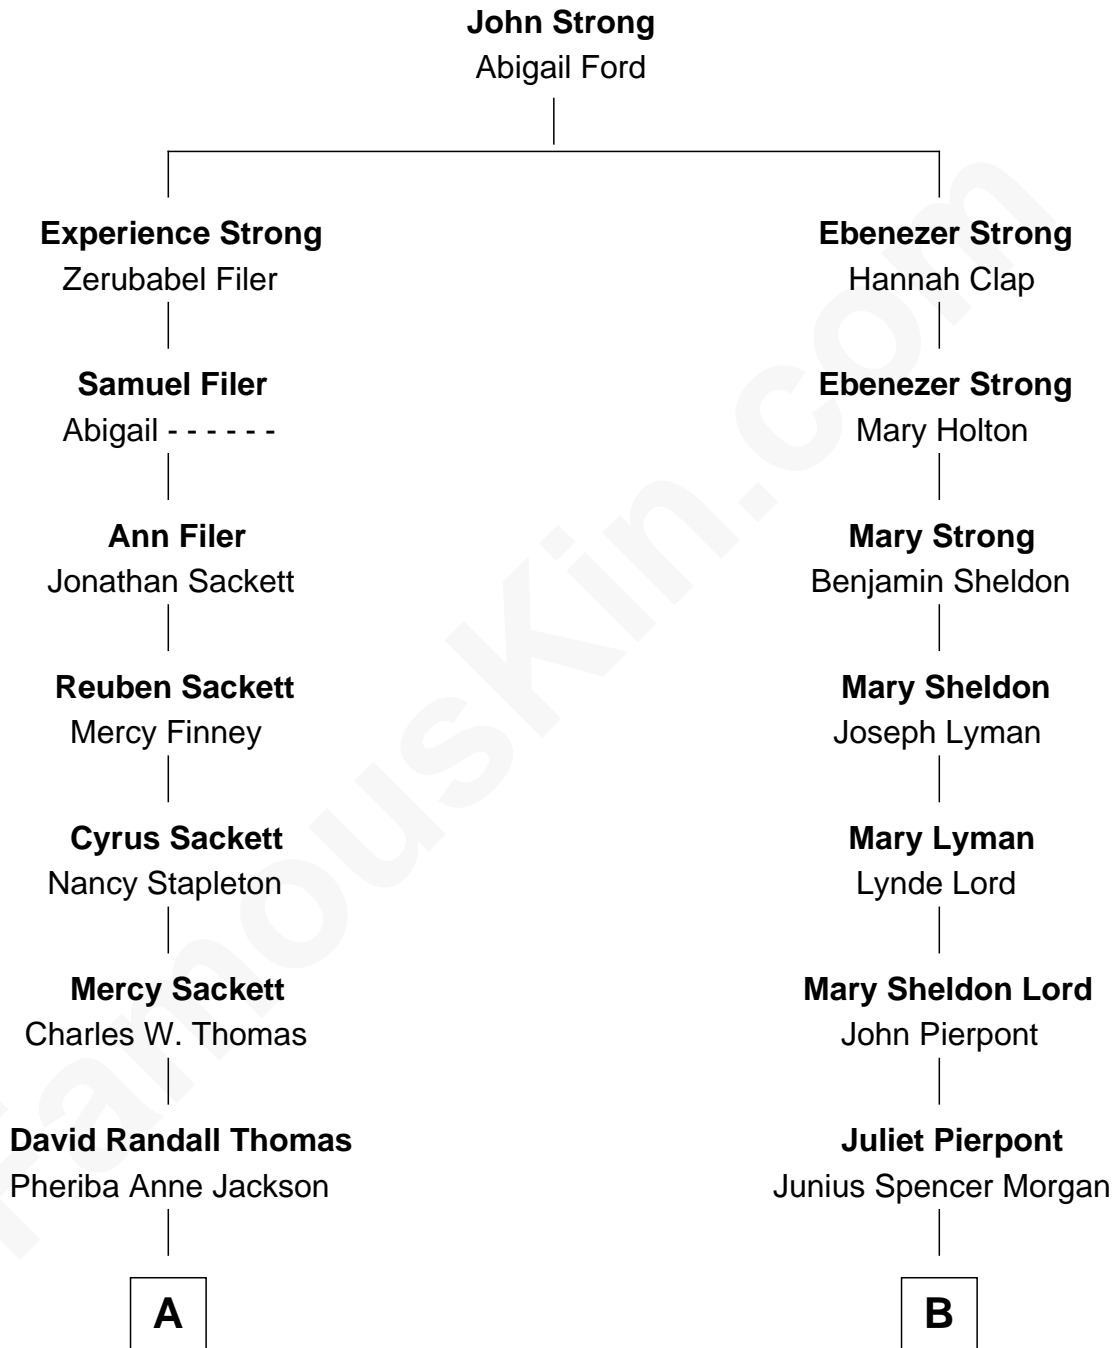 John Strong
Abigail Ford
Experience Strong
Zerubabel Filer
Ebenezer Strong
Hannah Clap
Samuel Filer
Abigail - - - - - -
Ebenezer Strong
Mary Holton
Ann Filer
Jonathan Sackett
Mary Strong
Benjamin Sheldon
Reuben Sackett
Mercy Finney
Mary Sheldon
Joseph Lyman
Cyrus Sackett
Nancy Stapleton
Mary Lyman
Lynde Lord
Mercy Sackett
Charles W. Thomas
Mary Sheldon Lord
John Pierpont
David Randall Thomas
Pheriba Anne Jackson
Juliet Pierpont
Junius Spencer Morgan
A
B
FamousKin.com